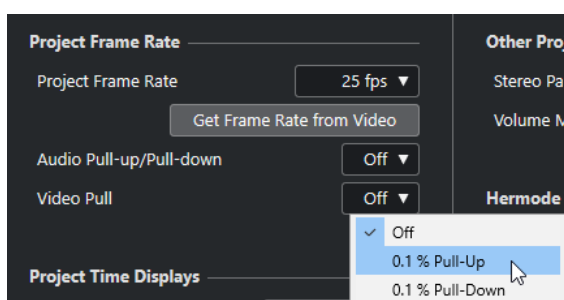 Project Frame Rate
Other Pro
Project Frame Rate
25 fps
Stereo Pa
Get Frame Rate from Video
Volume M
Audio Pull-up/Pull-down
Off
Video Pull
Off
Hermode
Off
0.1 % Pull-Up
Project Time Displays
0.1 % Pull-Down